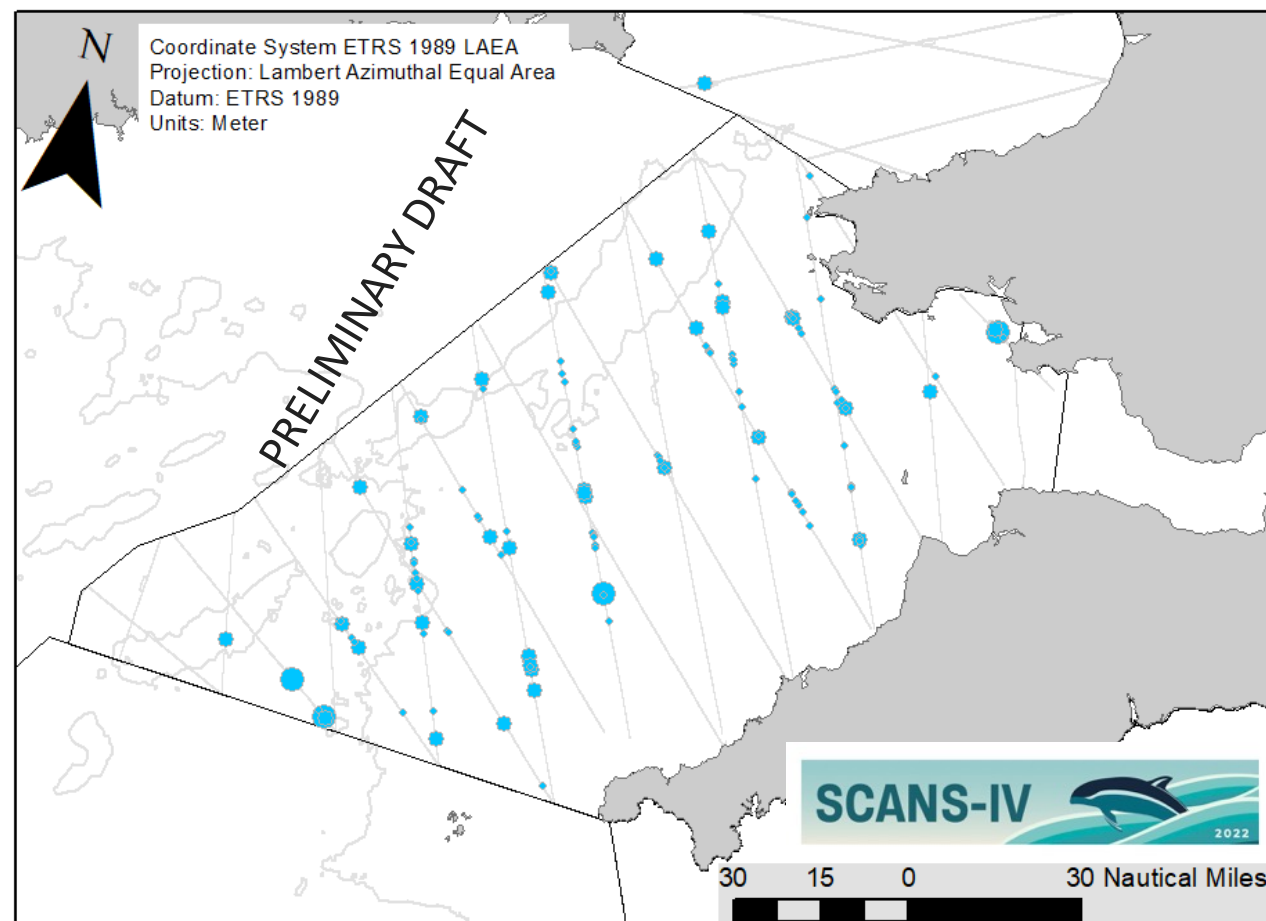 N
Coordinate System ETRS 1989 LAEA
Projection: Lambert Azimuthal Equal Area
Datum: ETRS 1989
Units: Meter
PRELIMINARY DRAFT
SCANS-IV
2022
30 15 0 30 Nautical Miles